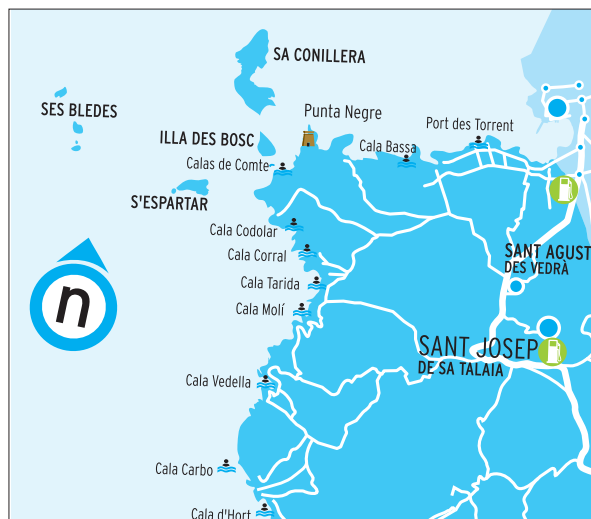 SA CONILLERA
SES BLEDES
Punta Negre
Port des Torrent
ILLA DES BOSC
Cala Bassa
Calas de Comte
S'ESPARTAR
Cala Codolar
Cala Corral
SANT AGUST
DES VEDRÀ
Cala Tarida
n
Cala Molí
SANT JOSEP
DE SA TALAIA
Cala Vedella
Cala Carbo
Cala d'Hort